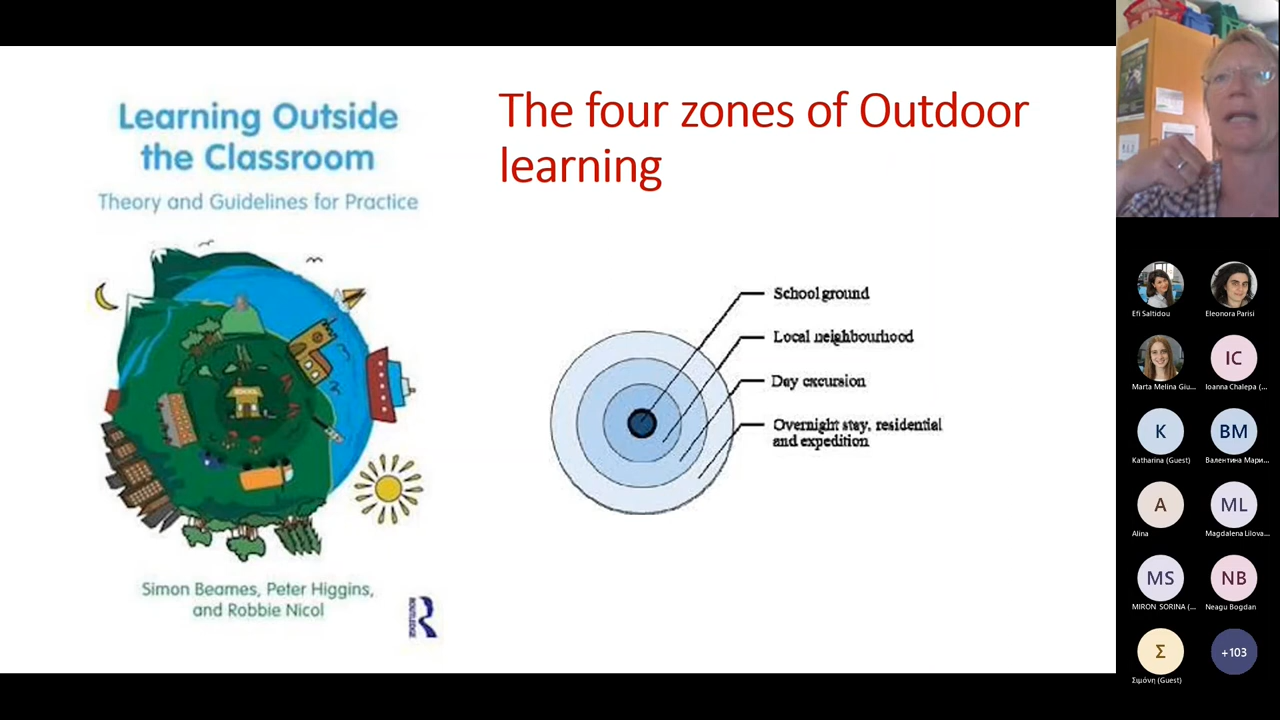 Learning Outside
the Classroom
Theory and Guidelines for Practice
Simon Beames, Peter Higgins,
and Robbie Nicol
ROUTLEDGE
The four zones of Outdoor
learning
School ground
Local neighbourhood
Day excursion
Overnight stay, residential
and expedition
Efi Saltidou
Eleonora Parisi
Marta Melina Giu...
IC
Ioanna Chalepa (...
K
Katharina (Guest)
BM
Валентина Мари...
A
Alina
ML
Magdalena Lilova...
MS
MIRON SORINA (...
NB
Neagu Bogdan
Σ
Σιμόνη (Guest)
+103